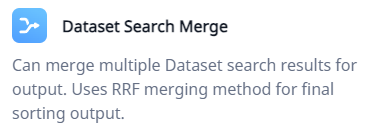 Dataset Search Merge
Can merge multiple Dataset search results for
output. Uses RRF merging method for final
sorting output.